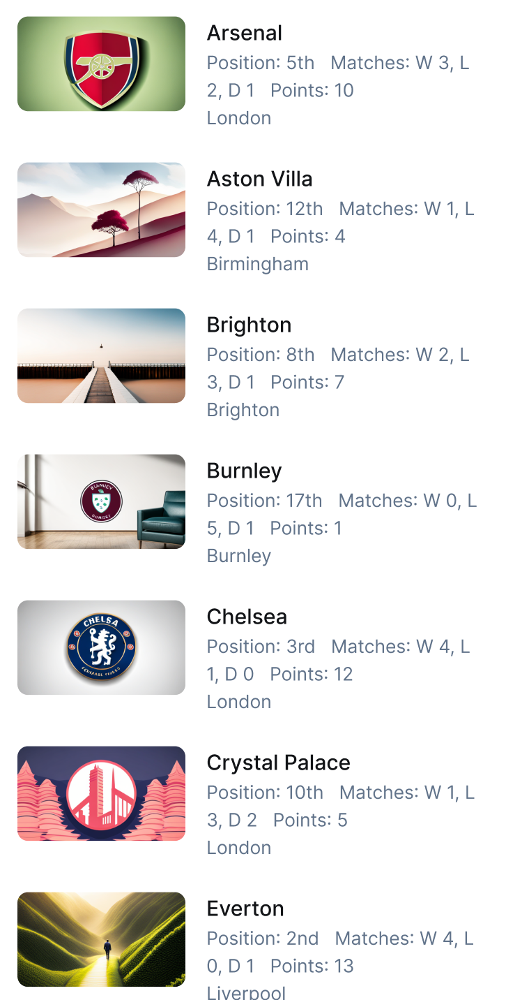 Arsenal
Position: 5th Matches: W 3, L
2, D 1 Points: 10
London
Aston Villa
Position: 12th Matches: W 1, L
4, D 1 Points: 4
Birmingham
Brighton
Position: 8th Matches: W 2, L
3, D 1 Points: 7
Brighton
BURNLEY
Burnley
Position: 17th Matches: W 0, L
5, D 1 Points: 1
Burnley
CHELSA
Chelsea
Position: 3rd Matches: W 4, L
1, D 0 Points: 12
London
Crystal Palace
Position: 10th Matches: W 1, L
3, D 2 Points: 5
London
Everton
Position: 2nd Matches: W 4, L
0, D 1 Points: 13
Liverpool